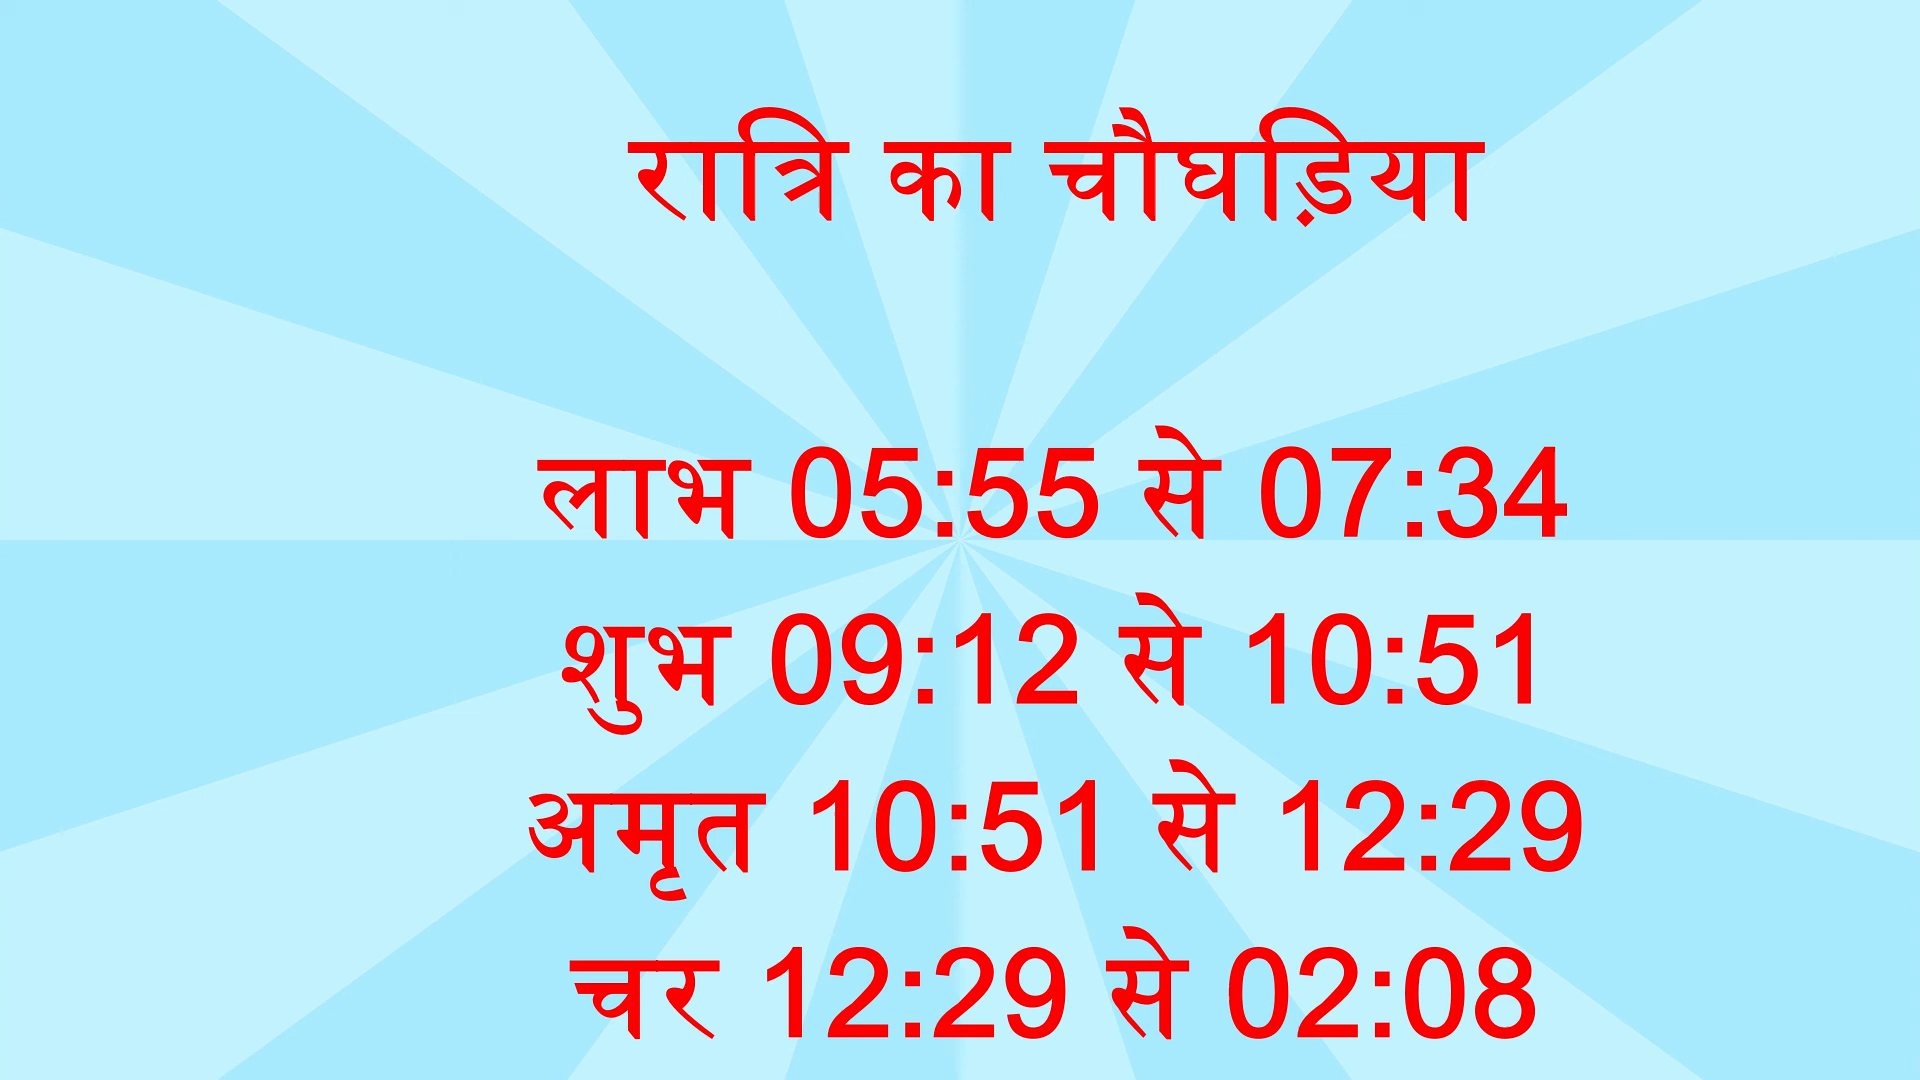 रात्रि का चौघड़िया
लाभ 05:55 से 07:34
शुभ 09:12 से 10:51
अमृत 10:51 से 12:29
चर 12:29 से 02:08